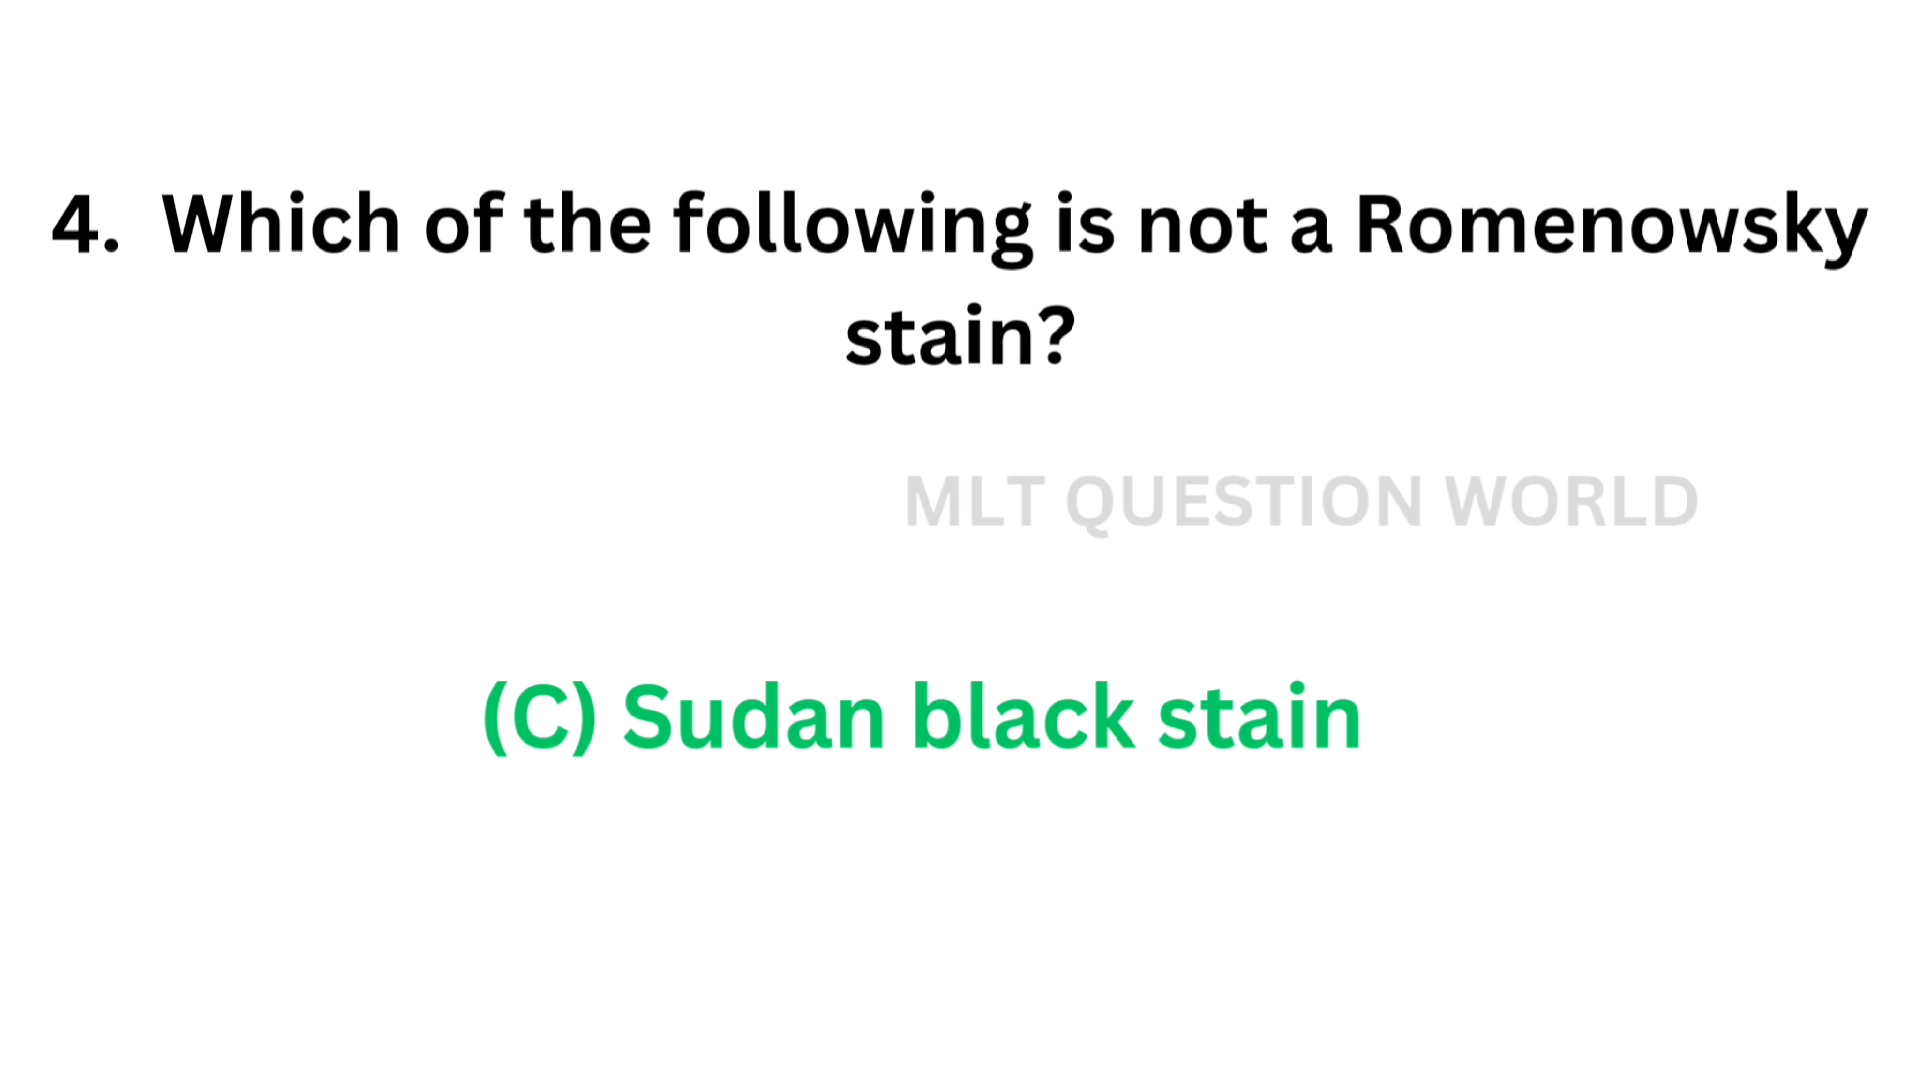 4. Which of the following is not a Romenowsky
stain?
MLT QUESTION WORLD
(C) Sudan black stain